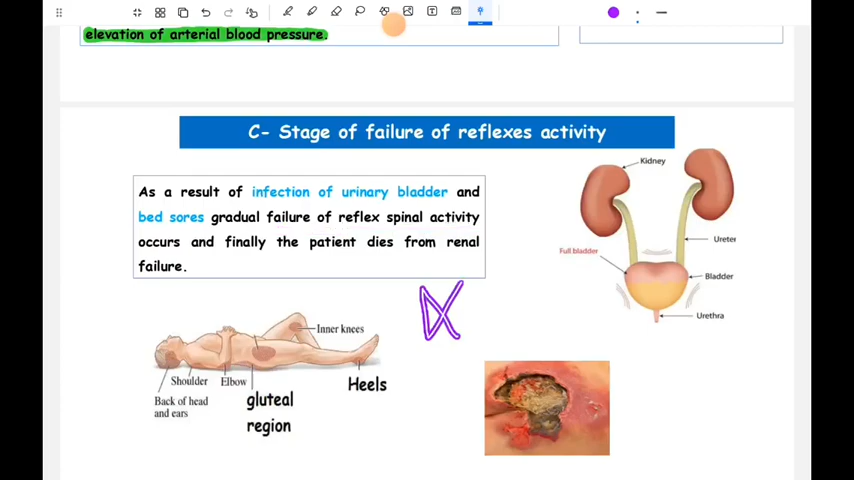 elevation of arterial blood pressure.
C- Stage of failure of reflexes activity
As a result of infection of urinary bladder and
bed sores gradual failure of reflex spinal activity
occurs and finally the patient dies from renal
failure.
Kidney
Ureter
Full bladder
Bladder
Urethra
Inner knees
Shoulder
Elbow
Heels
Back of head
and ears
gluteal
region